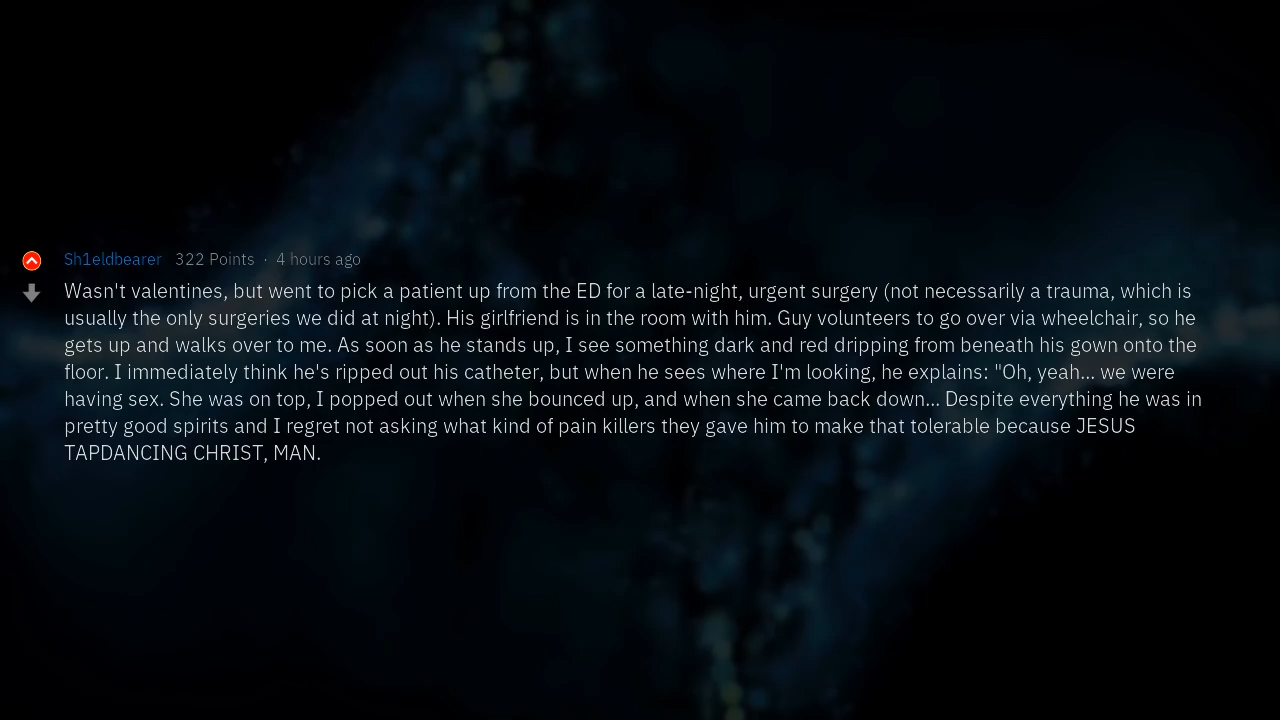 Sh1eldbearer 322 Points · 4 hours ago
Wasn't valentines, but went to pick a patient up from the ED for a late-night, urgent surgery (not necessarily a trauma, which is
usually the only surgeries we did at night). His girlfriend is in the room with him. Guy volunteers to go over via wheelchair, so he
gets up and walks over to me. As soon as he stands up, I see something dark and red dripping from beneath his gown onto the
floor. I immediately think he's ripped out his catheter, but when he sees where I'm looking, he explains: "Oh, yeah... we were
having sex. She was on top, I popped out when she bounced up, and when she came back down... Despite everything he was in
pretty good spirits and I regret not asking what kind of pain killers they gave him to make that tolerable because JESUS
TAPDANCING CHRIST, MAN.